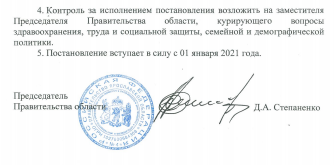 4. Контроль за исполнением постановления возложить на заместителя
Председателя Правительства области, курирующего вопросы
здравоохранения, труда и социальной защиты, семейной и демографической
политики.
5. Постановление вступает в силу с 01 января 2021 года.
Председатель
Правительства области
Д.А. Степаненко